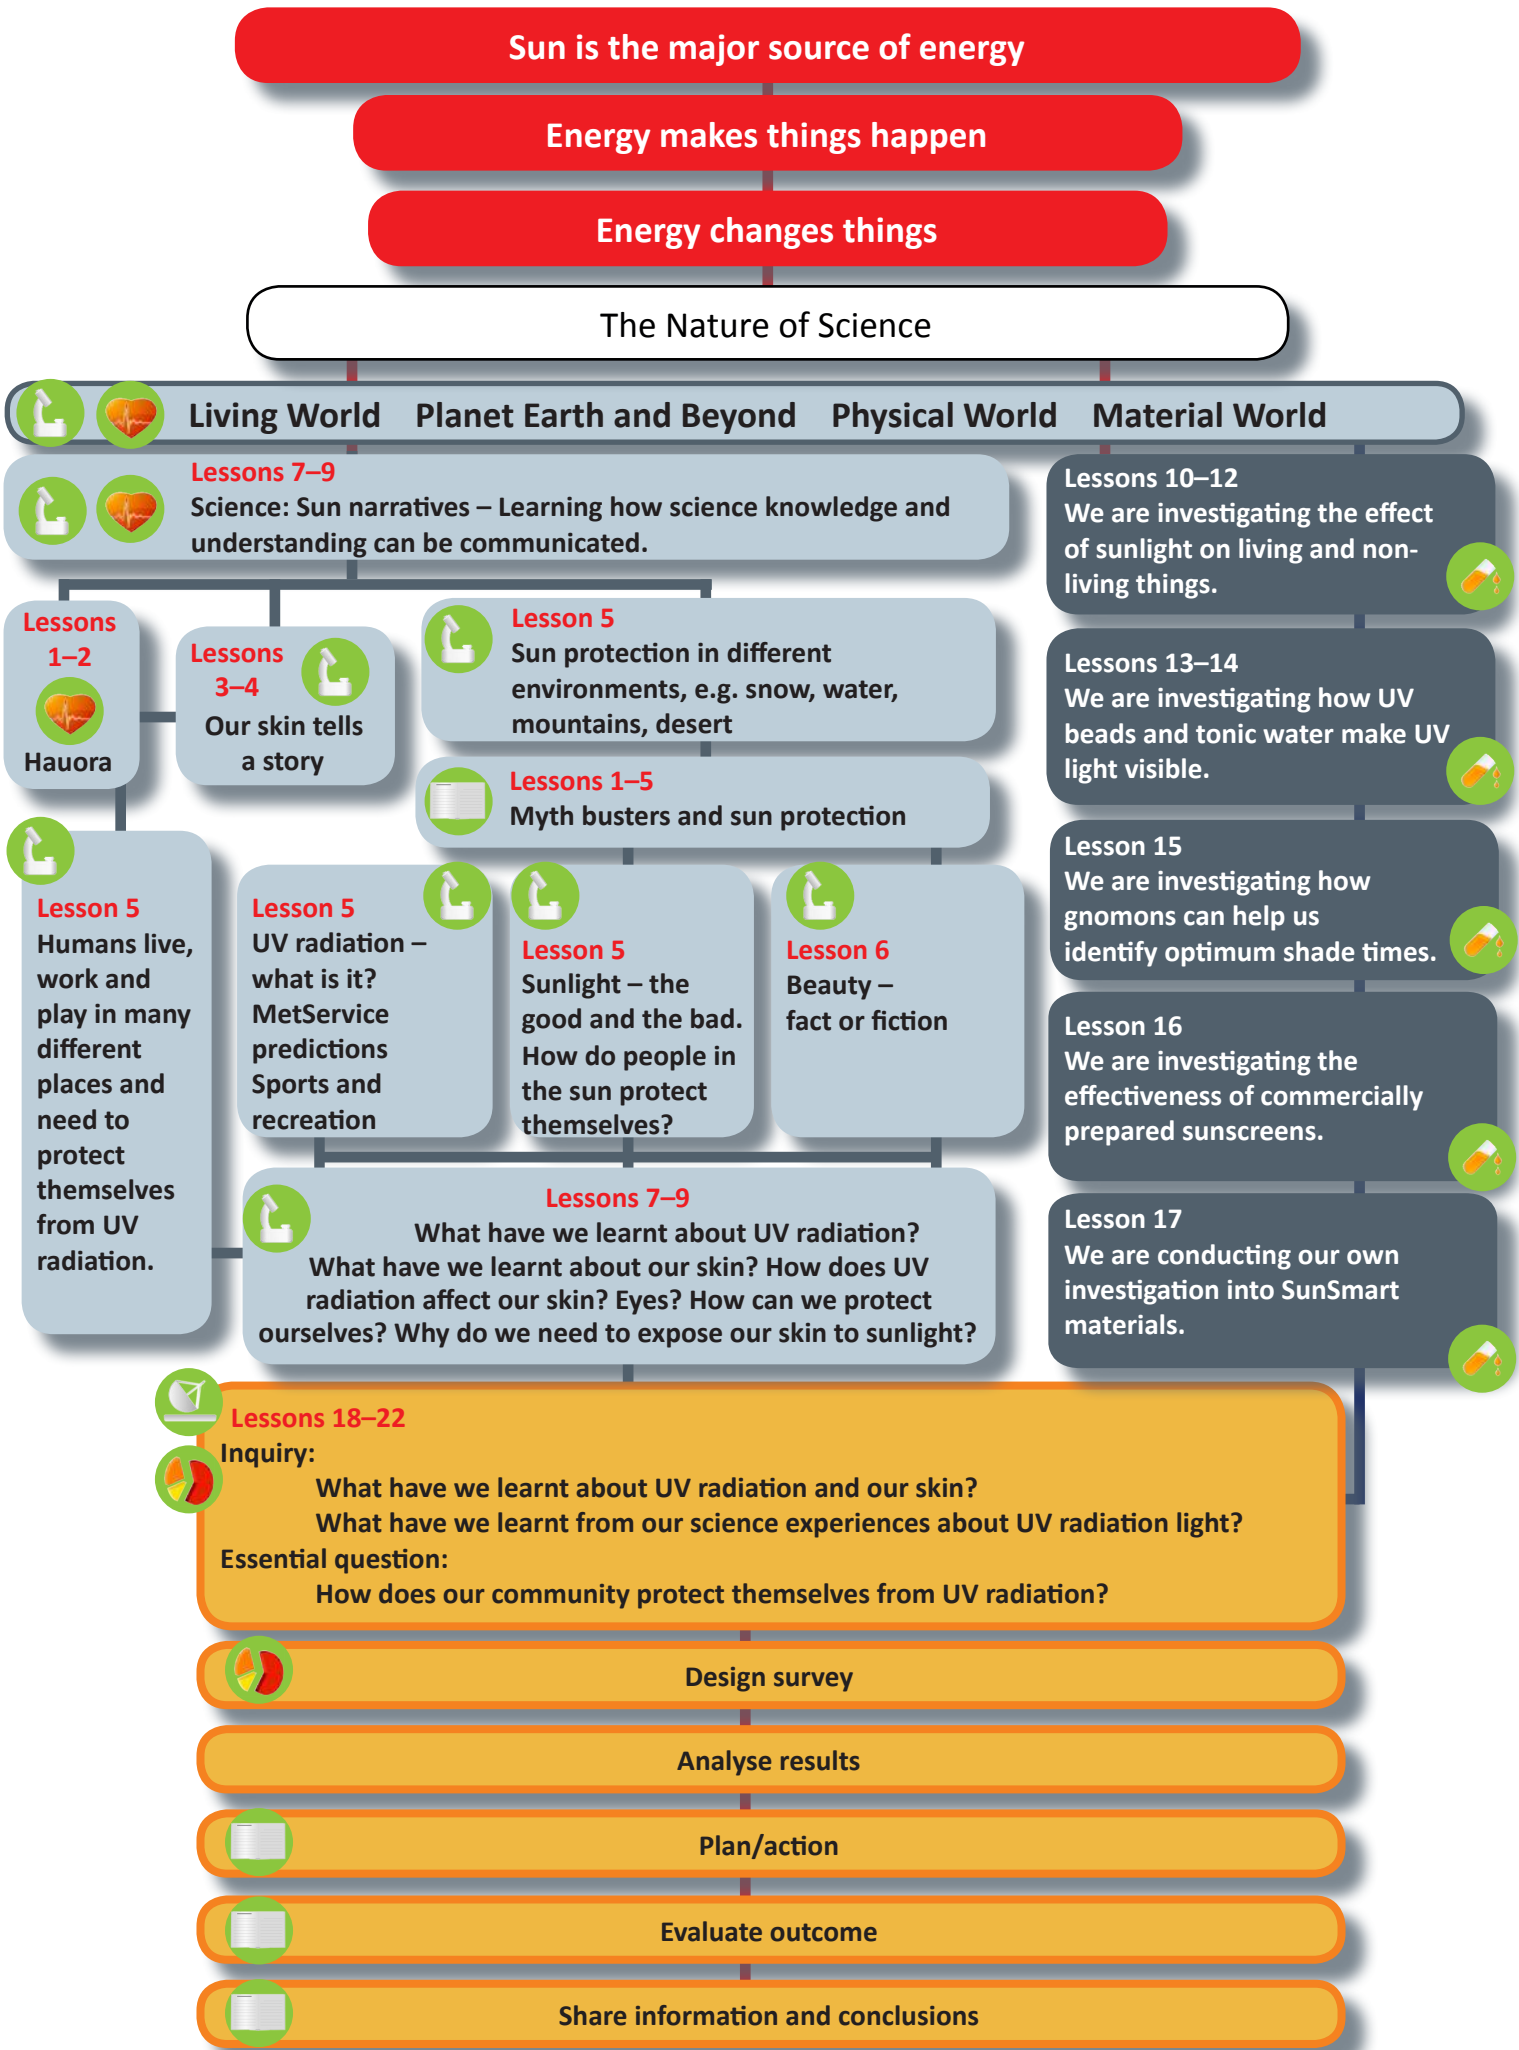 Sun is the major source of energy
Energy makes things happen
Energy changes things
The Nature of Science
Living World Planet Earth and Beyond Physical World Material World
Lessons 7–9
Science: Sun narratives – Learning how science knowledge and
understanding can be communicated.
Lessons
1–2
Hauora
Lessons
3–4
Our skin tells
a story
Lesson 5
Sun protection in different
environments, e.g. snow, water,
mountains, desert
Lessons 1–5
Myth busters and sun protection
Lesson 5
Humans live,
work and
play in many
different
places and
need to
protect
themselves
from UV
radiation.
Lesson 5
UV radiation –
what is it?
MetService
predictions
Sports and
recreation
Lesson 5
Sunlight – the
good and the bad.
How do people in
the sun protect
themselves?
Lesson 6
Beauty –
fact or fiction
Lessons 7–9
What have we learnt about UV radiation?
What have we learnt about our skin? How does UV
radiation affect our skin? Eyes? How can we protect
ourselves? Why do we need to expose our skin to sunlight?
Lessons 10–12
We are investigating the effect
of sunlight on living and non-
living things.
Lessons 13–14
We are investigating how UV
beads and tonic water make UV
light visible.
Lesson 15
We are investigating how
gnomons can help us
identify optimum shade times.
Lesson 16
We are investigating the
effectiveness of commercially
prepared sunscreens.
Lesson 17
We are conducting our own
investigation into SunSmart
materials.
Lessons 18–22
Inquiry:
What have we learnt about UV radiation and our skin?
What have we learnt from our science experiences about UV radiation light?
Essential question:
How does our community protect themselves from UV radiation?
Design survey
Analyse results
Plan/action
Evaluate outcome
Share information and conclusions